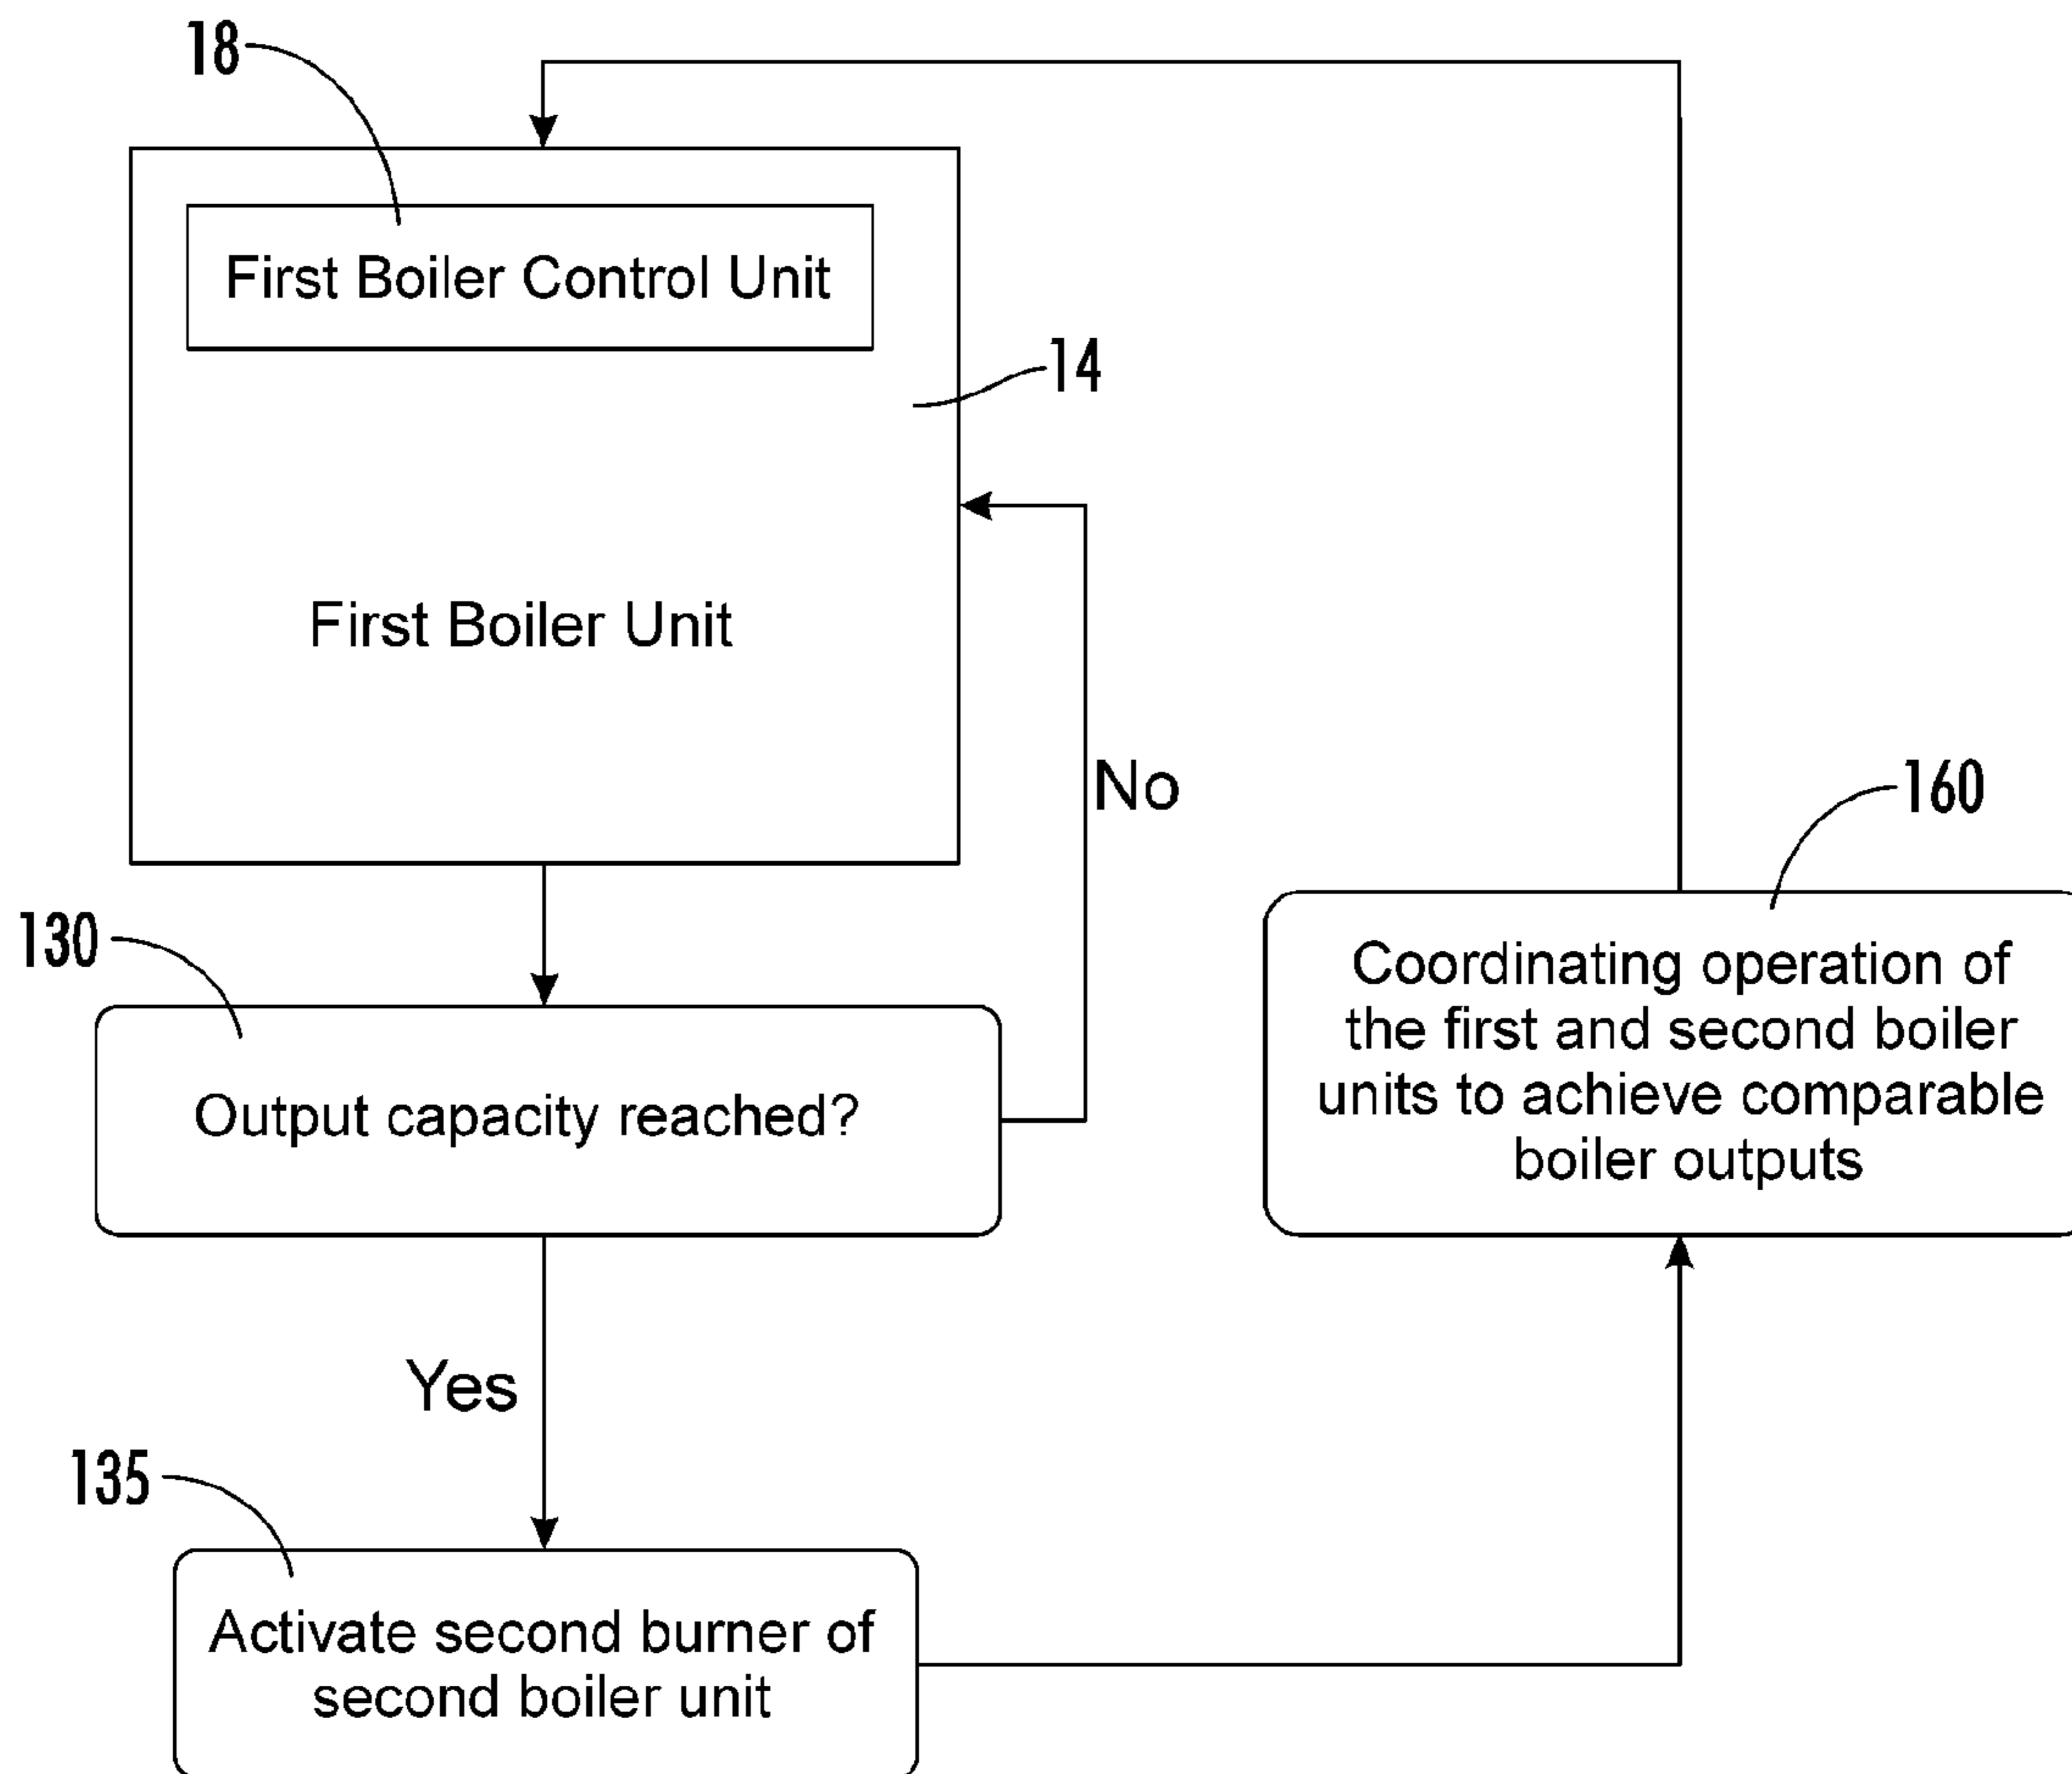 18
First Boiler Control Unit
14
First Boiler Unit
No
160
130
Coordinating operation of
the first and second boiler
units to achieve comparable
boiler outputs
Output capacity reached?
Yes
135
Activate second burner of
second boiler unit